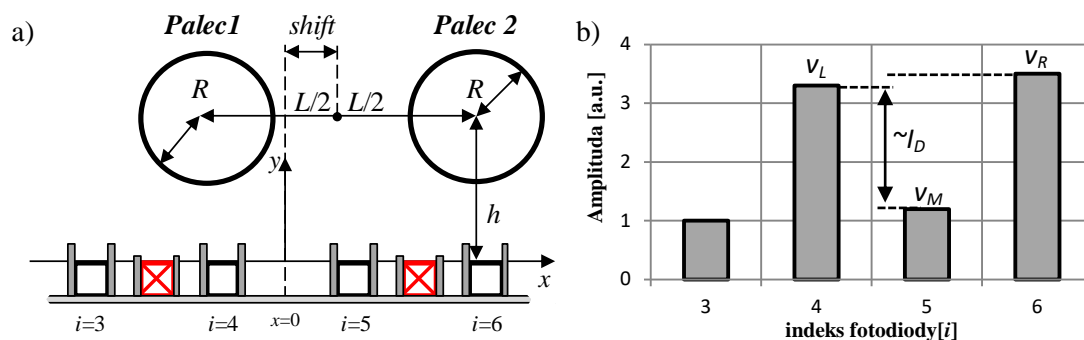 a)
Palec1
shift
Palec 2
R
L/2
L/2
R
y
h
x
i=3
i=4
x=0
i=5
i=6
b)
Amplituda [a.u.]
4
3
2
1
0
v_L
v_R
~I_D
v_M
3
4
5
6
indeks fotodiody[i]